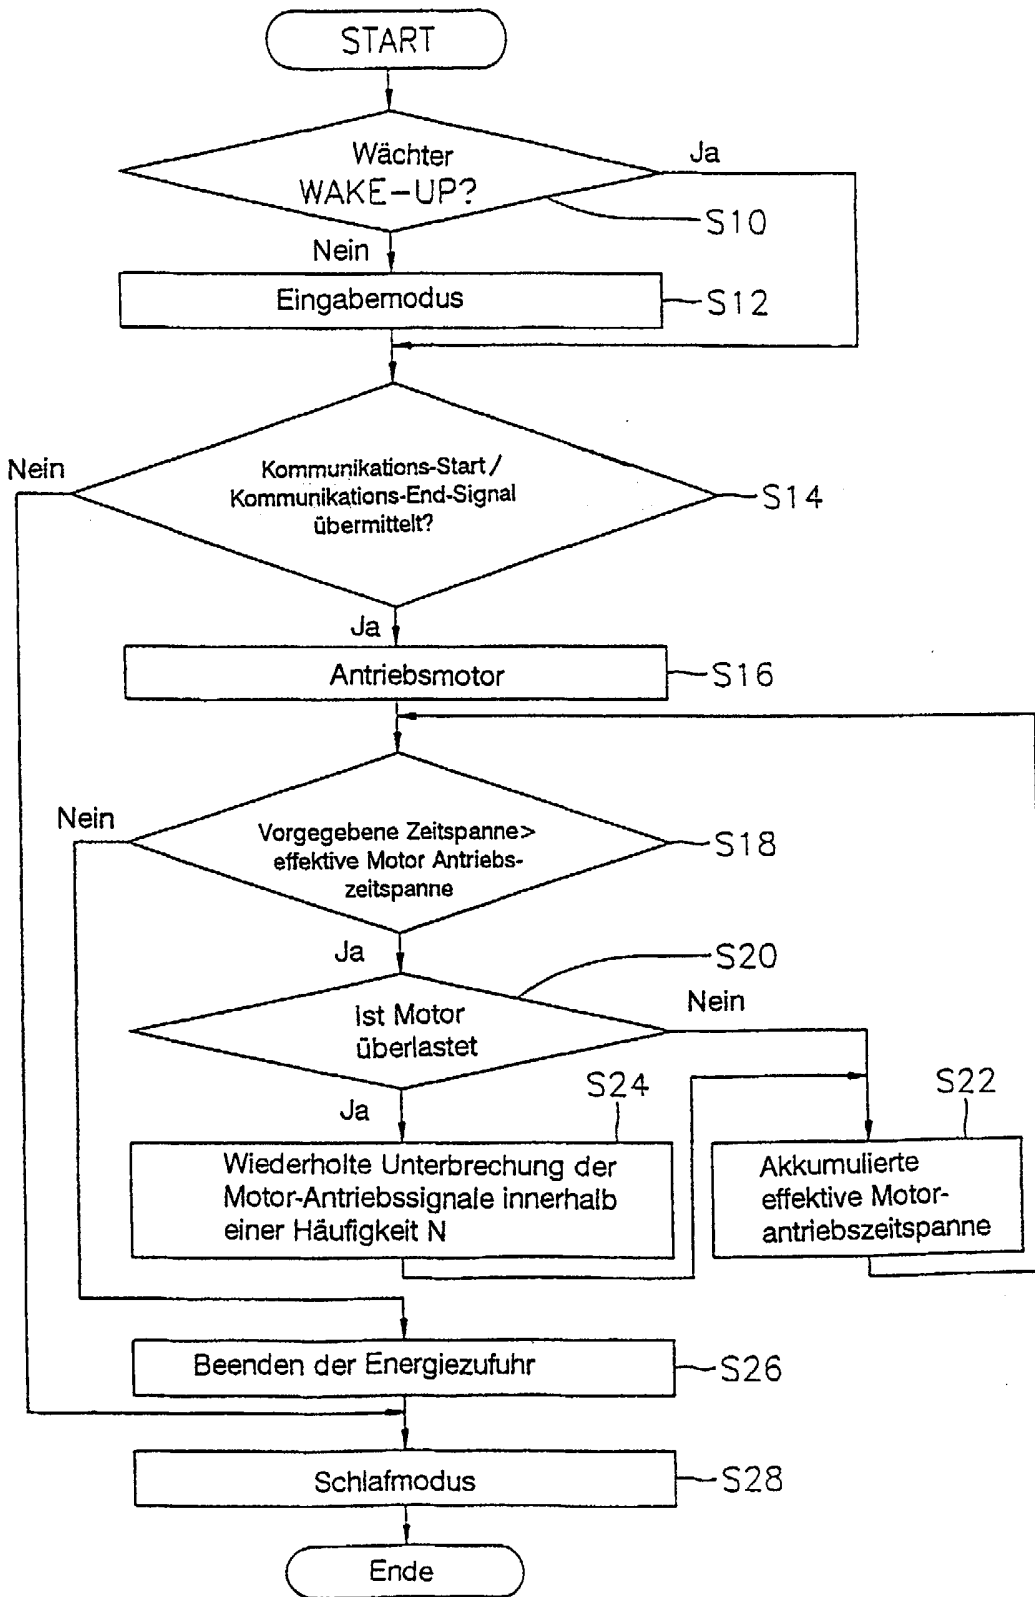 START
Wächter
WAKE-UP?
Ja
S10
Nein
Eingabemodus
S12
Nein
Kommunikations-Start/
Kommunikations-End-Signal
übermittelt?
S14
Ja
Antriebsmotor
S16
Nein
Vorgegebene Zeitspanne>
effektive Motor Antriebs-
zeitspanne
S18
Ja
S20
Ist Motor
überlastet
Nein
Ja
S24
S22
Wiederholte Unterbrechung der
Motor-Antriebssignale innerhalb
einer Häufigkeit N
Akkumulierte
effektive Motor-
antriebszeitspanne
Beenden der Energiezufuhr
S26
Schlafmodus
S28
Ende